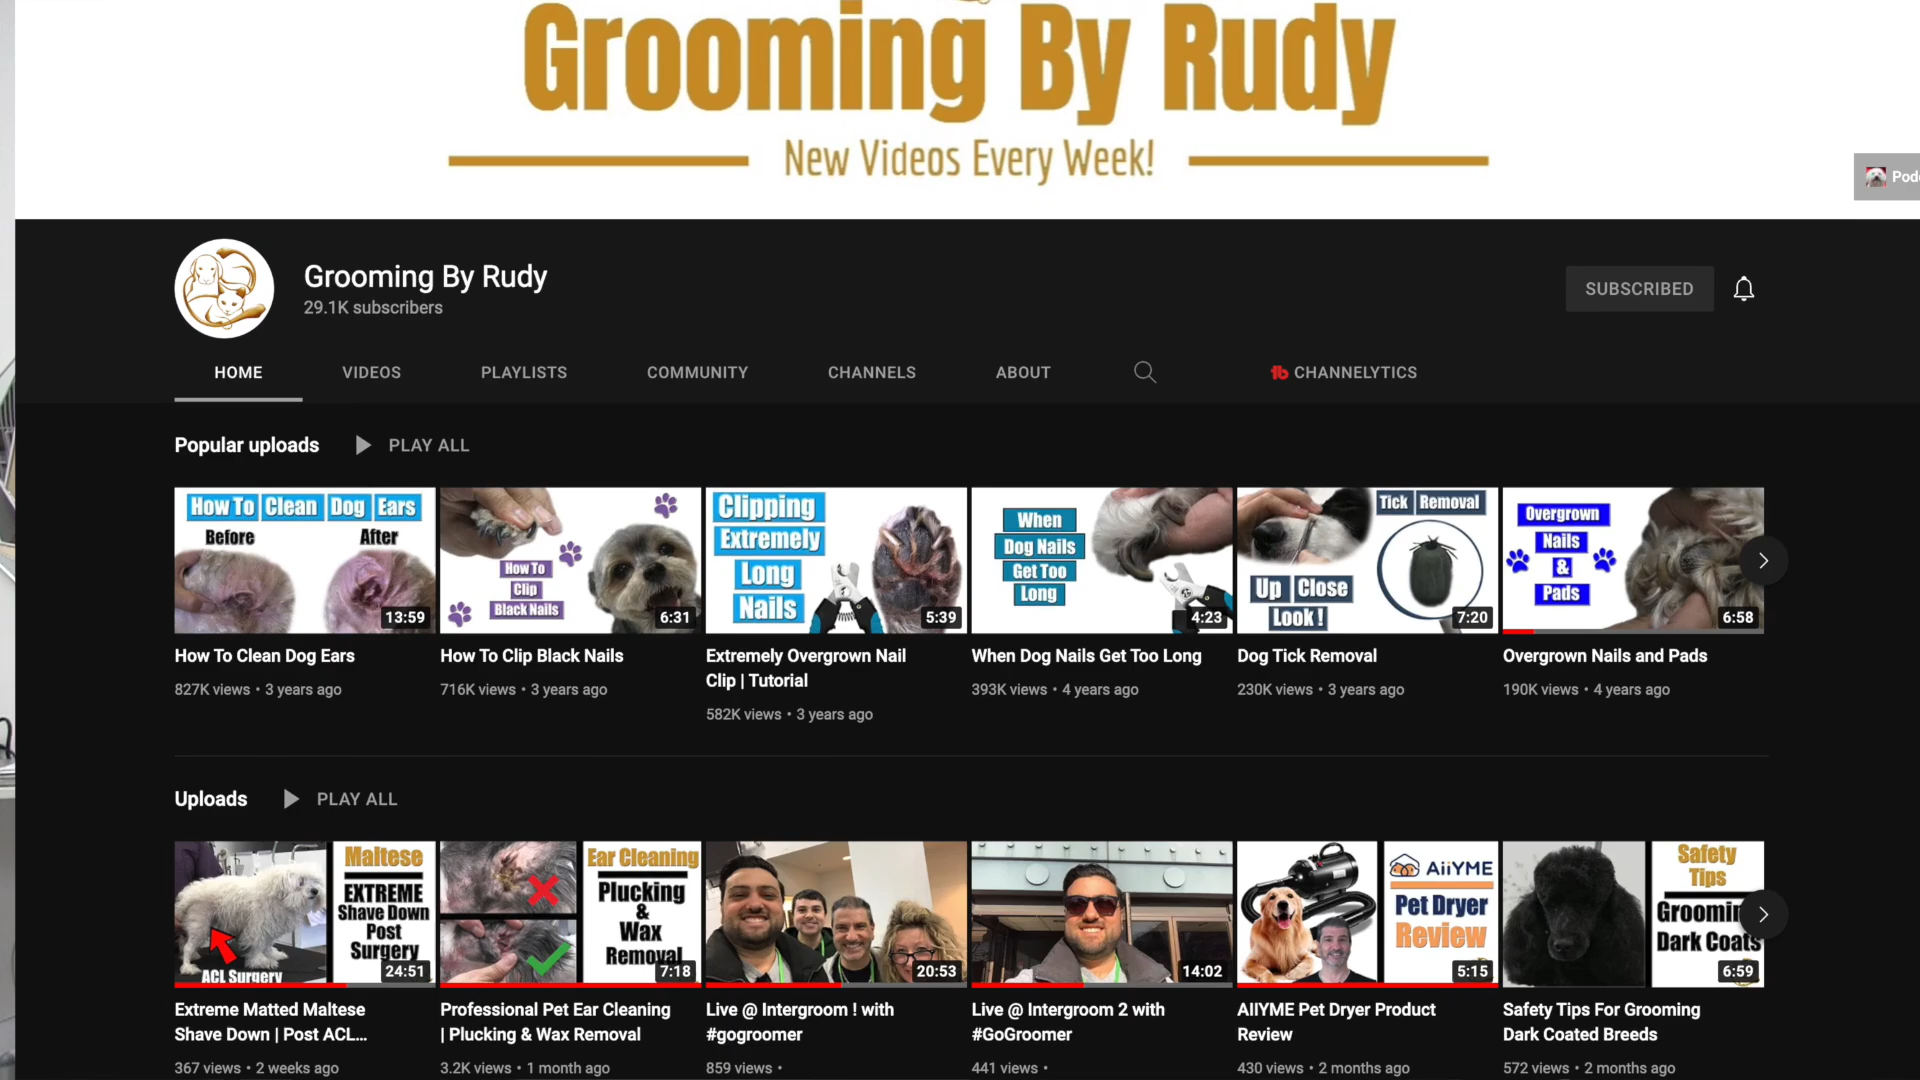 Grooming By Rudy
New Videos Every Week!
Grooming By Rudy
29.1K subscribers
SUBSCRIBED
HOME VIDEOS PLAYLISTS COMMUNITY CHANNELS ABOUT CHANNELYTICS
Popular uploads PLAY ALL
How To Clean Dog Ears
Before After
13:59
How To
Clip
Black Nails
6:31
Clipping
Extremely
Long
Nails
5:39
When
Dog Nails
Get Too
Long
4:23
Tick Removal
Up Close
Look!
7:20
Overgrown
Nails
&
Pads
6:58
How To Clean Dog Ears
827K views • 3 years ago
How To Clip Black Nails
716K views • 3 years ago
Extremely Overgrown Nail
Clip | Tutorial
582K views • 3 years ago
When Dog Nails Get Too Long
393K views • 4 years ago
Dog Tick Removal
230K views • 3 years ago
Overgrown Nails and Pads
190K views • 4 years ago
Uploads PLAY ALL
Maltese
EXTREME
Shave Down
Post
Surgery
ACL Surgery
24:51
Ear Cleaning
Plucking
&
Wax
Removal
7:18
20:53
14:02
AiiYME
Pet Dryer
Review
5:15
Safety
Tips
Dark Coats
6:59
Extreme Matted Maltese
Shave Down | Post ACL...
367 views • 2 weeks ago
Professional Pet Ear Cleaning
| Plucking & Wax Removal
3.2K views • 1 month ago
Live @ Intergroom ! with
#gogroomer
859 views •
Live @ Intergroom 2 with
#GoGroomer
441 views •
AIIYME Pet Dryer Product
Review
430 views • 2 months ago
Safety Tips For Grooming
Dark Coated Breeds
572 views • 2 months ago